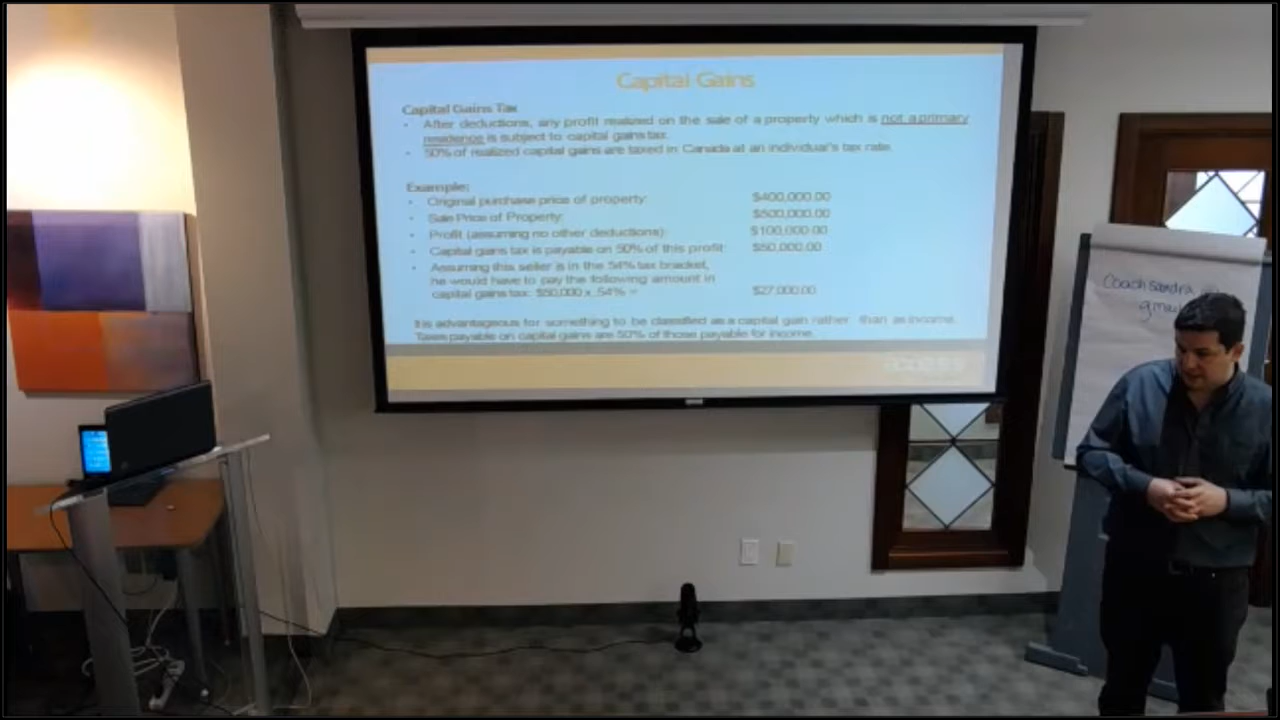 Capital Gains
Capital Gains Tax
• After deductions, any profit realized on the sale of a property which is not a primary
residence is subject to capital gains tax.
• 50% of realized capital gains are taxed in Canada at an individual's tax rate.
Example:
• Original purchase price of property: $400,000.00
• Sale Price of Property: $500,000.00
• Profit (assuming no other deductions): $100,000.00
• Capital gains tax is payable on 50% of this profit: $50,000.00
• Assuming this seller is in the 54% tax bracket,
he would have to pay the following amount in
capital gains tax: $50,000 x .54% = $27,000.00
It is advantageous for something to be classified as a capital gain rather than as income.
Taxes payable on capital gains are 50% of those payable for income.
Coach sandra